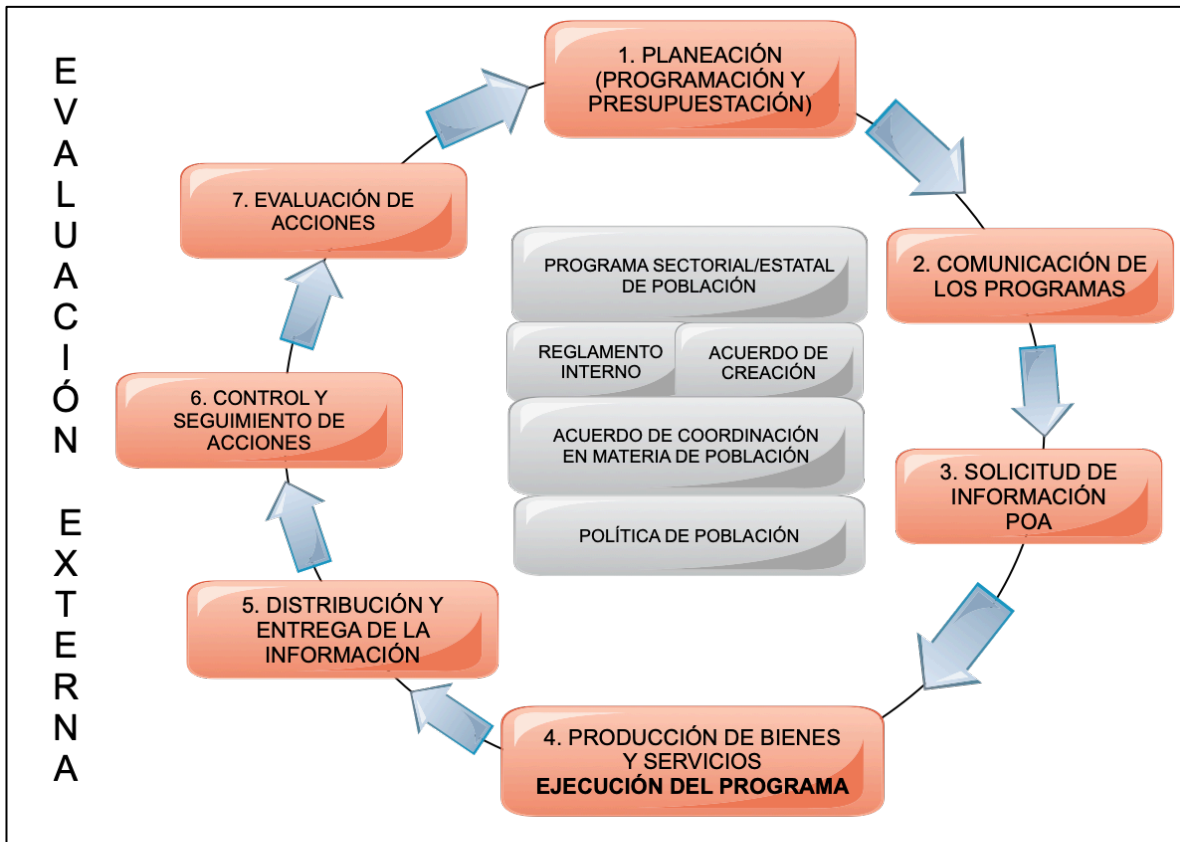 EVALUACIÓN EXTERNA
1. PLANEACIÓN
(PROGRAMACIÓN Y
PRESUPUESTACIÓN)
2. COMUNICACIÓN DE
LOS PROGRAMAS
3. SOLICITUD DE
INFORMACIÓN
POA
4. PRODUCCIÓN DE BIENES
Y SERVICIOS
EJECUCIÓN DEL PROGRAMA
5. DISTRIBUCIÓN Y
ENTREGA DE LA
INFORMACIÓN
6. CONTROL Y
SEGUIMIENTO DE
ACCIONES
7. EVALUACIÓN DE
ACCIONES
PROGRAMA SECTORIAL/ESTATAL
DE POBLACIÓN
REGLAMENTO
INTERNO
ACUERDO DE
CREACIÓN
ACUERDO DE COORDINACIÓN
EN MATERIA DE POBLACIÓN
POLÍTICA DE POBLACIÓN